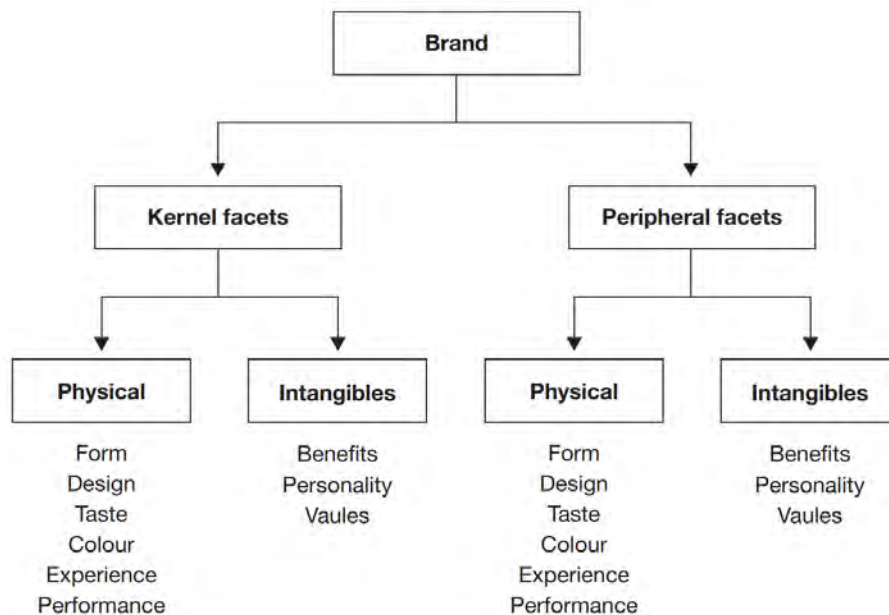 Brand
Kernel facets
Peripheral facets
Physical
Intangibles
Physical
Intangibles
Form
Design
Taste
Colour
Experience
Performance
Benefits
Personality
Vaules
Form
Design
Taste
Colour
Experience
Performance
Benefits
Personality
Vaules